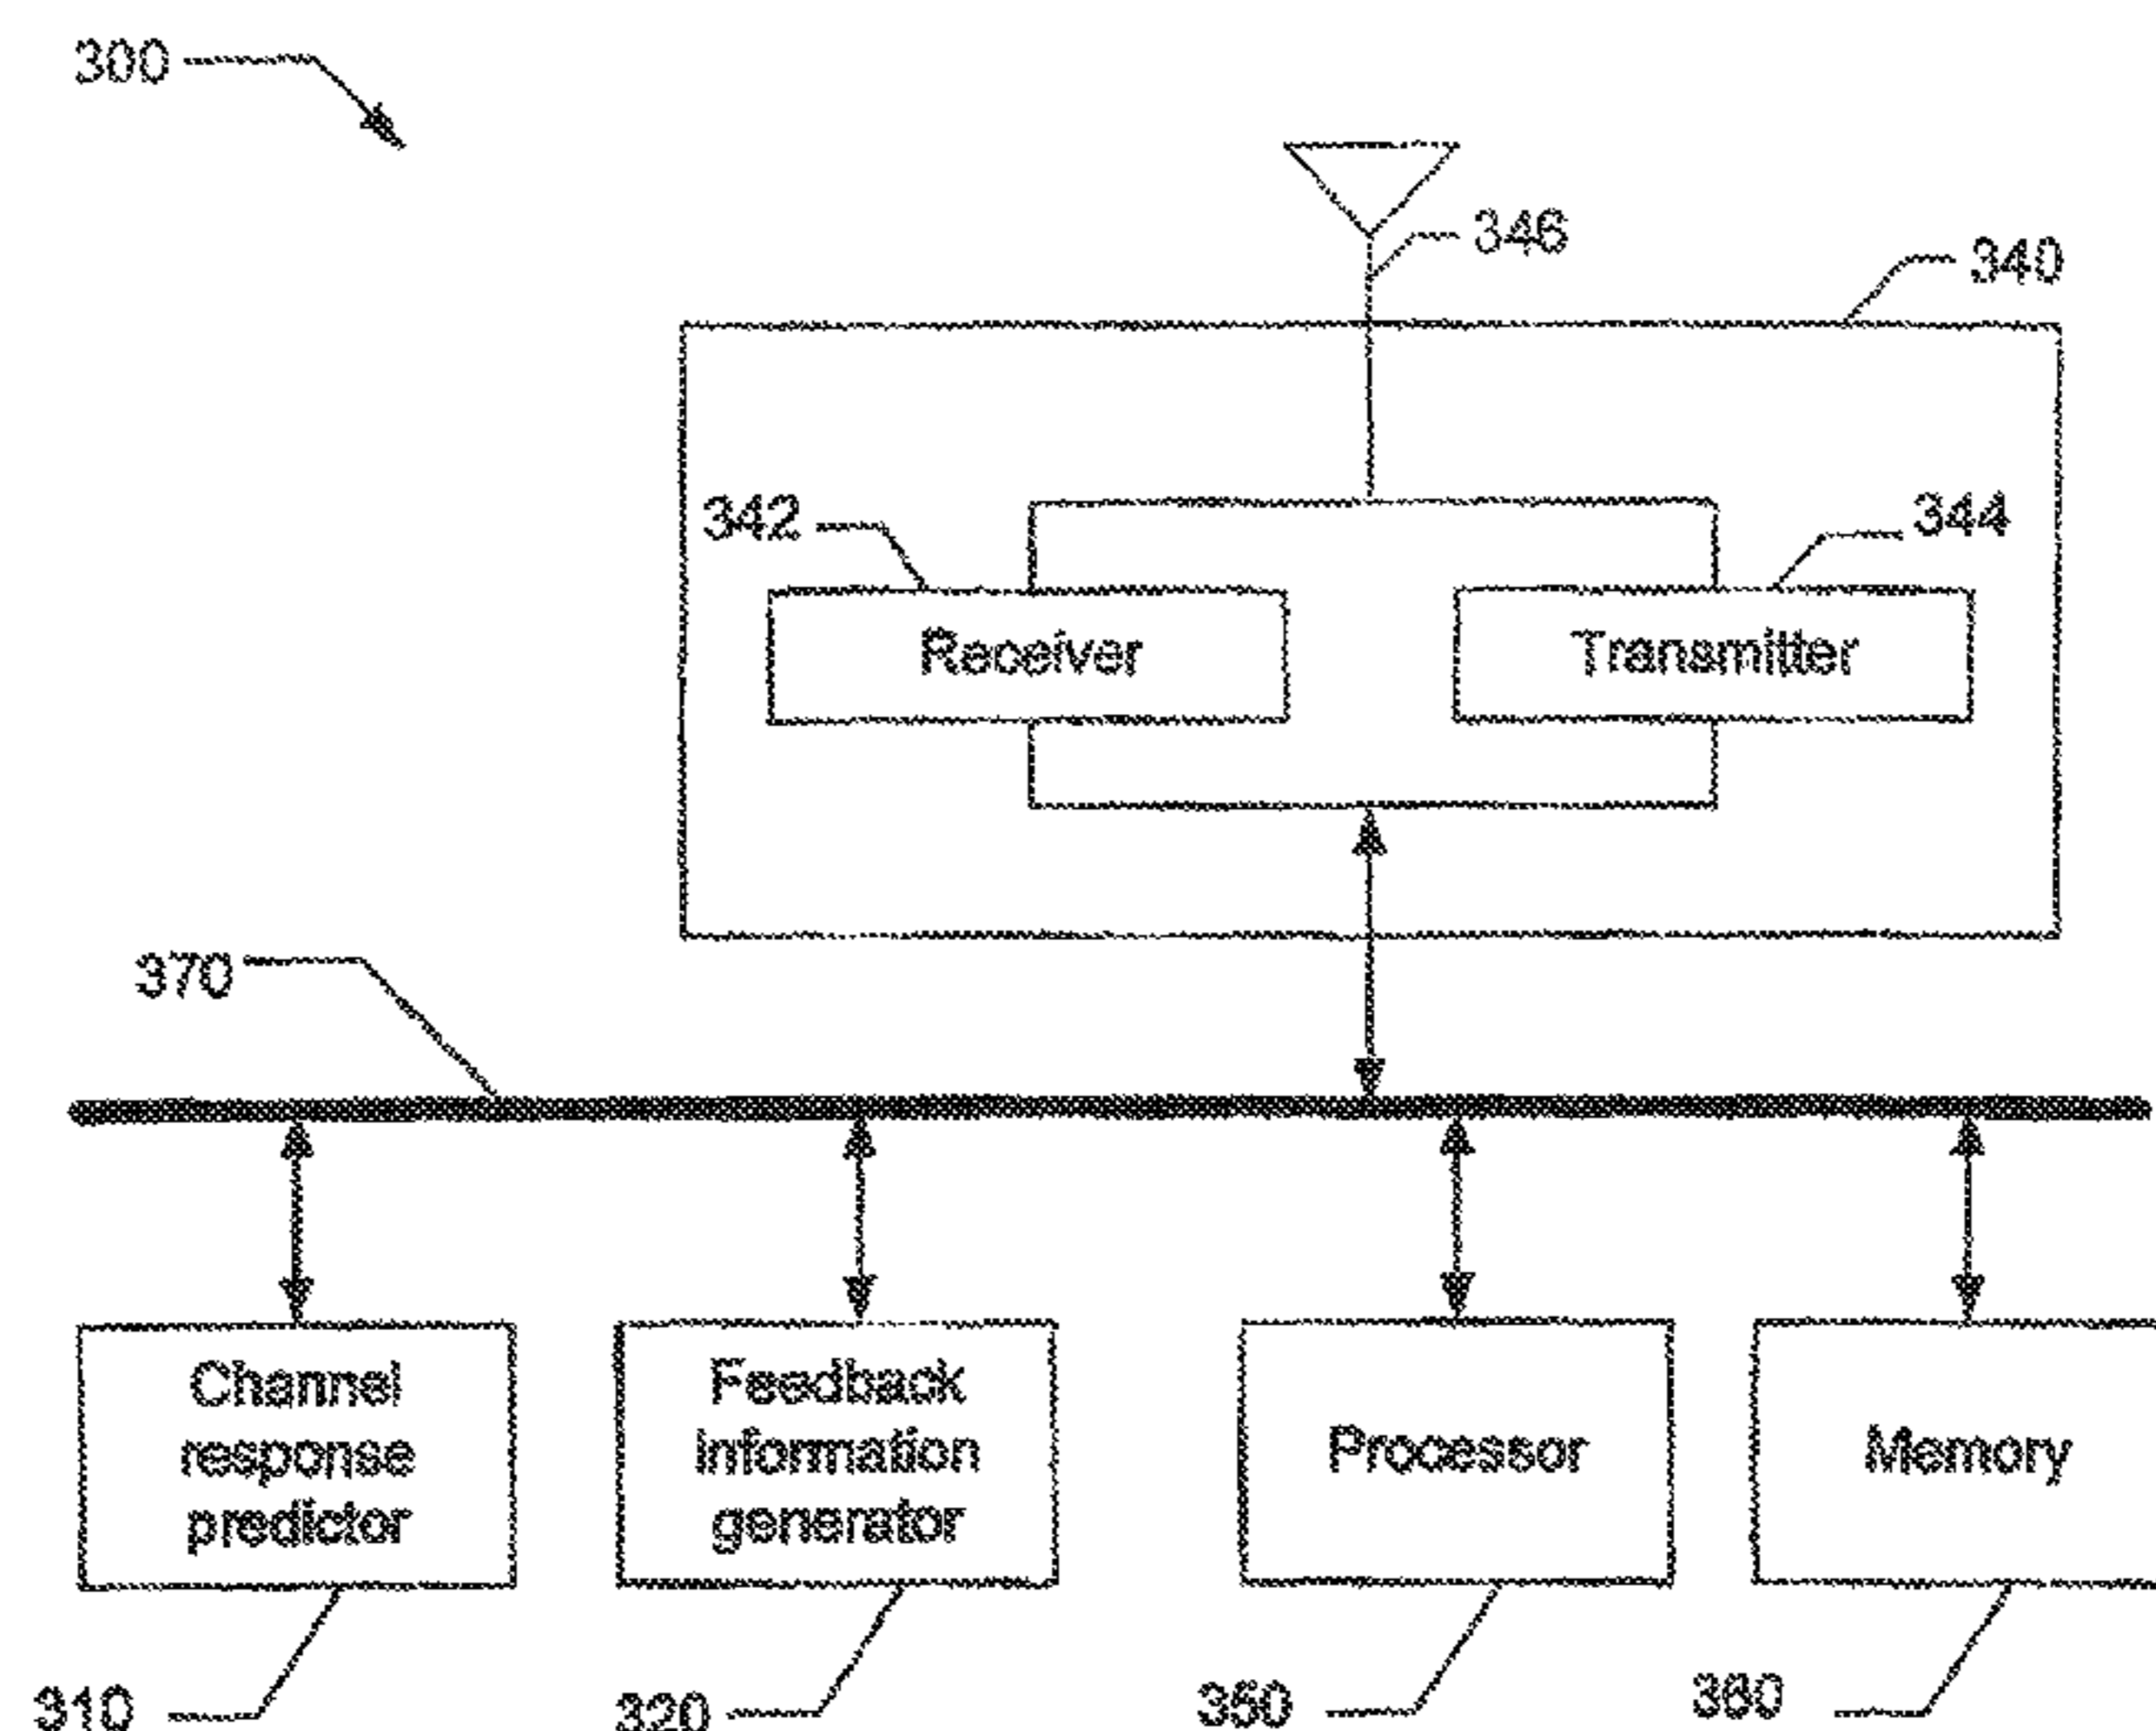 300
346
340
342
344
Receiver
Transmitter
370
Channel
response
predictor
Feedback
information
generator
Processor
Memory
310
320
350
360